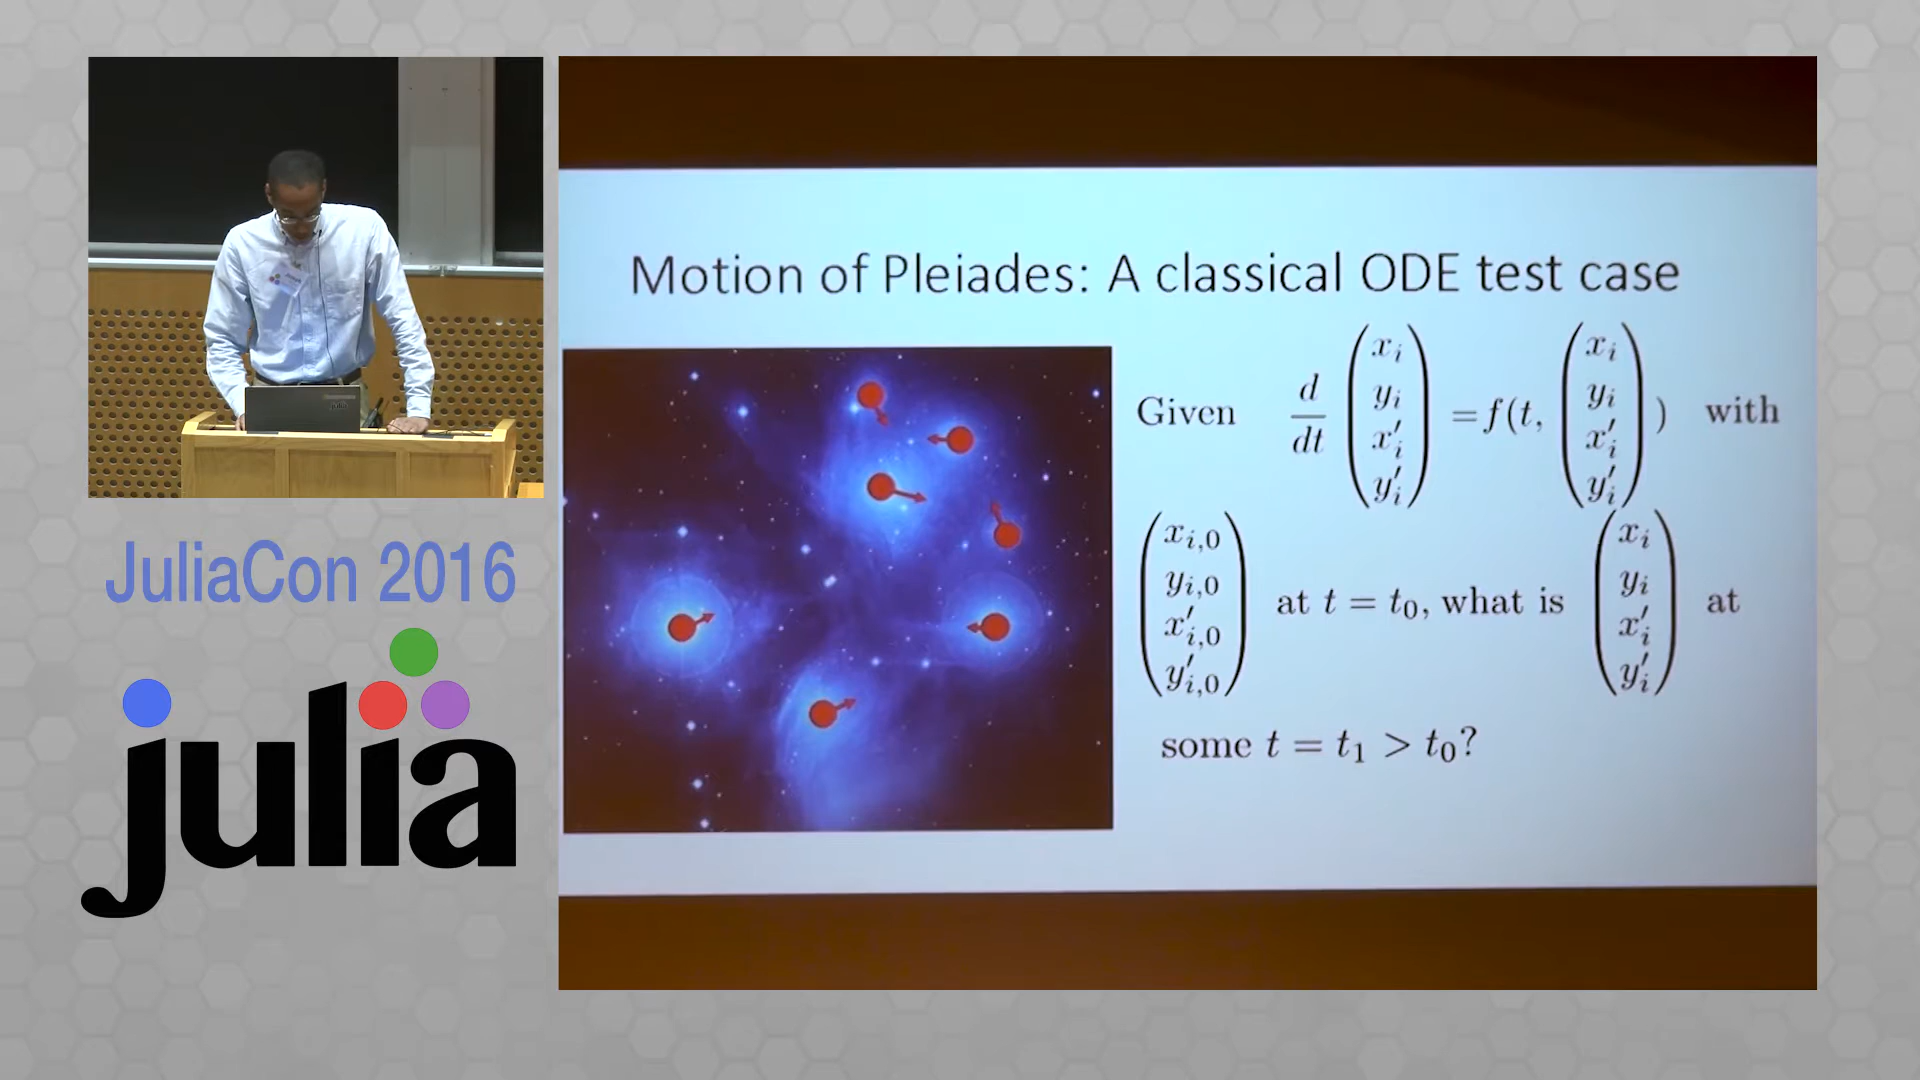 JuliaCon 2016
julia
Motion of Pleiades: A classical ODE test case
Given d/dt (x_i y_i x'_i y'_i) = f(t, (x_i y_i x'_i y'_i)) with
(x_{i,0} y_{i,0} x'_{i,0} y'_{i,0}) at t = t_0, what is (x_i y_i x'_i y'_i) at
some t = t_1 > t_0?